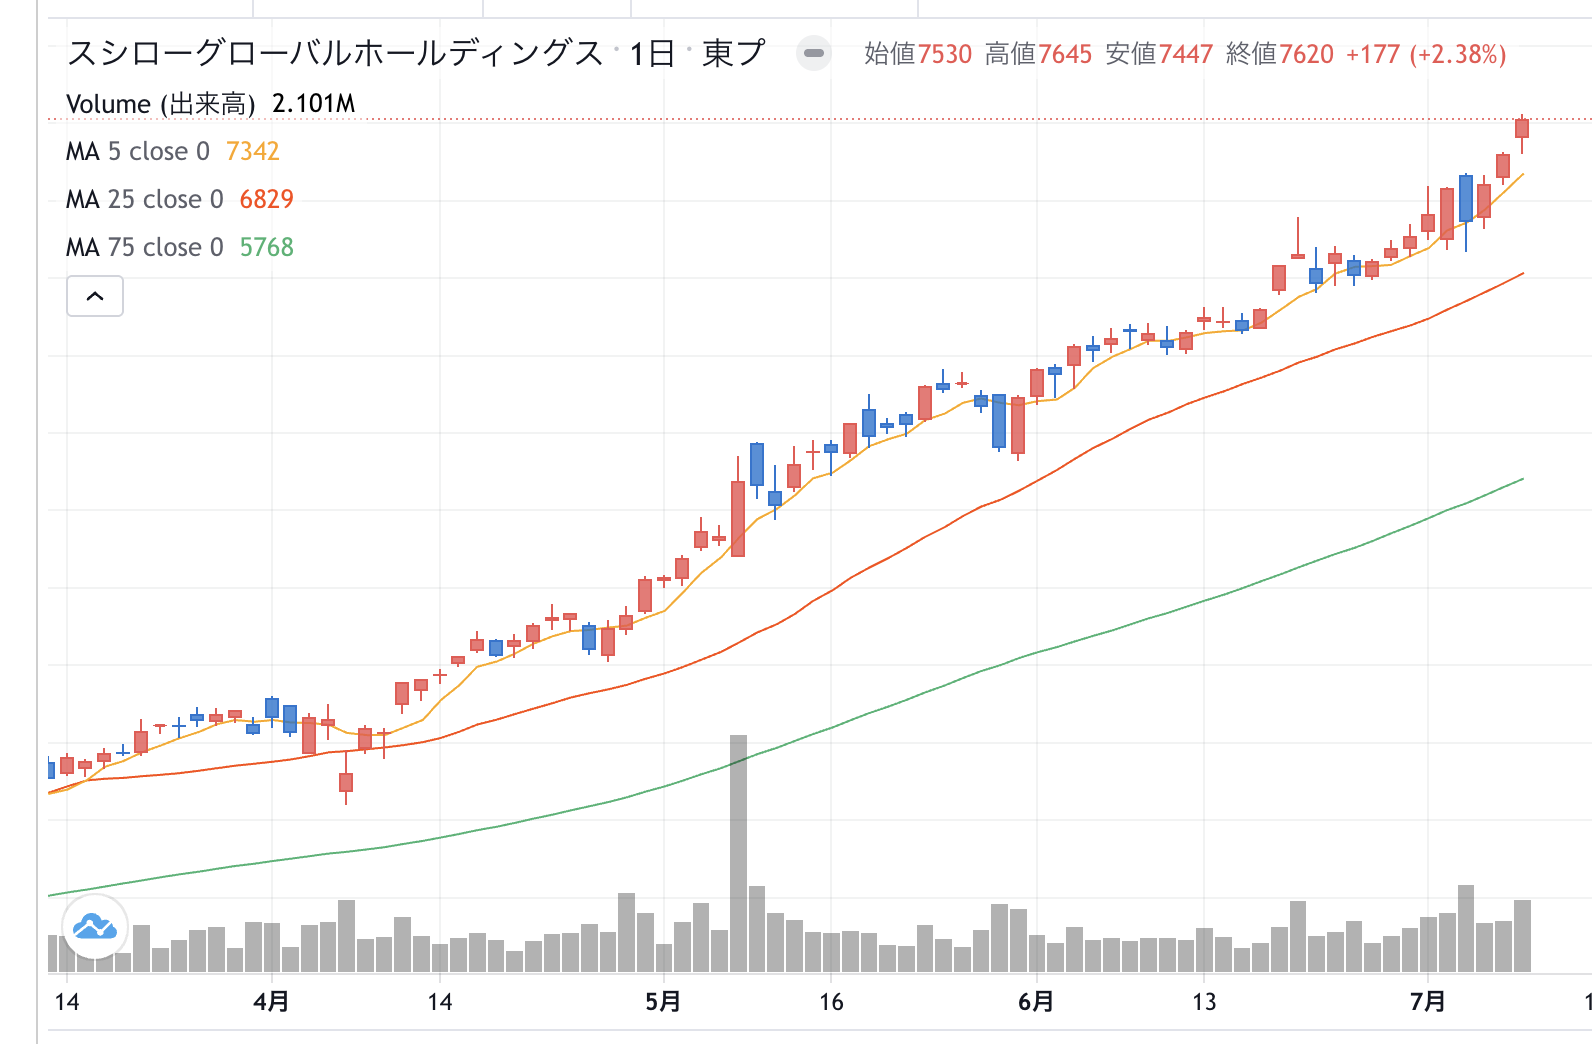 スシローグローバルホールディングス · 1日 · 東プ 始値7530 高値7645 安値7447 終値7620 +177 (+2.38%)
Volume (出来高) 2.101M
MA 5 close 0 7342
MA 25 close 0 6829
MA 75 close 0 5768
14 4月 14 5月 16 6月 13 7月